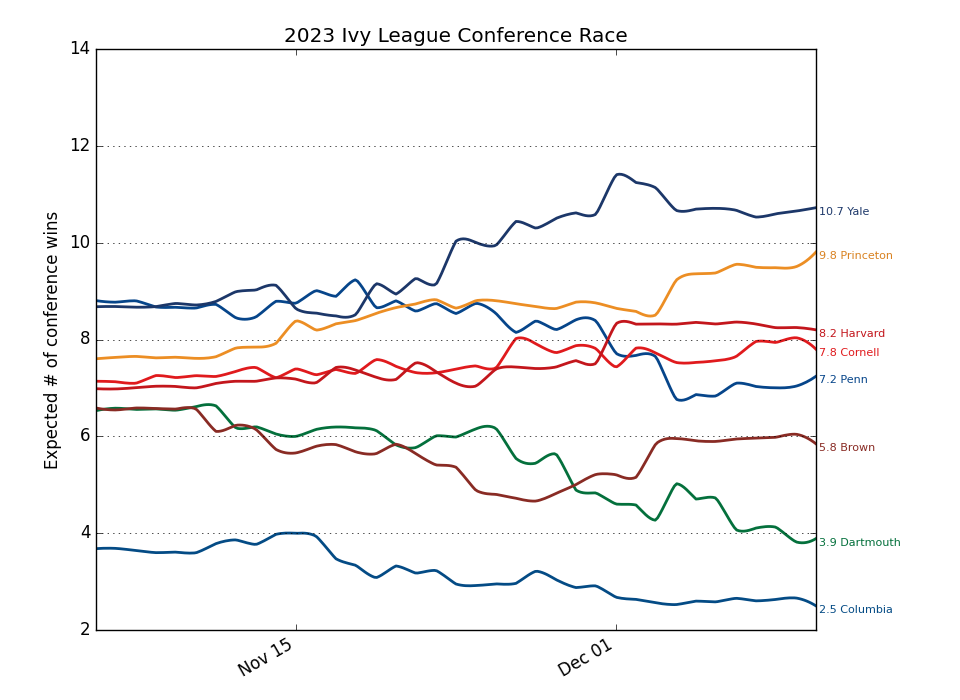 2023 Ivy League Conference Race
Expected # of conference wins
14
12
10
8
6
4
2
Nov 15
Dec 01
10.7 Yale
9.8 Princeton
8.2 Harvard
7.8 Cornell
7.2 Penn
5.8 Brown
3.9 Dartmouth
2.5 Columbia